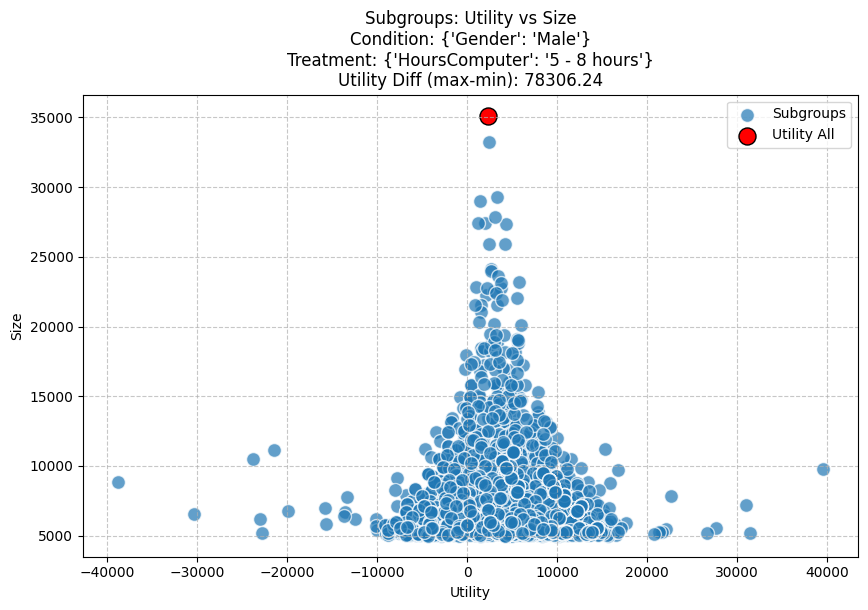 Subgroups: Utility vs Size
Condition: {'Gender': 'Male'}
Treatment: {'HoursComputer': '5 - 8 hours'}
Utility Diff (max-min): 78306.24
Subgroups
Utility All
35000
30000
25000
20000
15000
10000
5000
Size
−40000 −30000 −20000 −10000 0 10000 20000 30000 40000
Utility